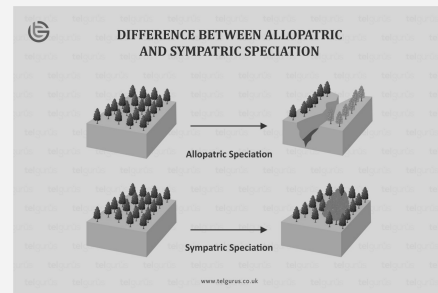 DIFFERENCE BETWEEN ALLOPATRIC
AND SYMPATRIC SPECIATION
Allopatric Speciation
Sympatric Speciation
www.telgurus.co.uk